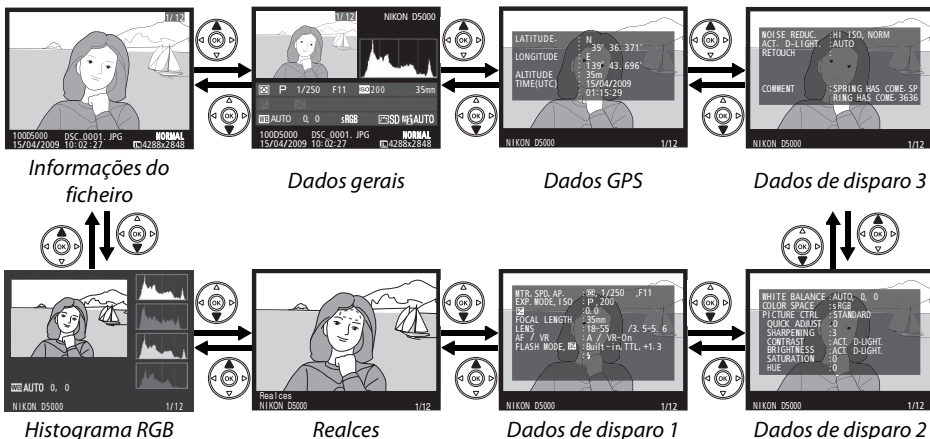 1/12
100D5000 DSC_0001. JPG NORMAL
15/04/2009 10:02:27 4288x2848
Informações do
ficheiro
1/12 NIKON D5000
P 1/250 F11 ISO 200 35mm
WB AUTO 0, 0 sRGB SD AUTO
100D5000 DSC_0001. JPG NORMAL
15/04/2009 10:02:27 4288x2848
Dados gerais
LATITUDE. : N
: 35° 36. 371'
LONGITUDE : E
: 139° 43. 696'
ALTITUDE : 35m
TIME(UTC) : 15/04/2009
: 01:15:29
NIKON D5000 1/12
Dados GPS
NOISE REDUC. :HI ISO, NORM
ACT. D-LIGHT. :AUTO
RETOUCH :
COMMENT :SPRING HAS COME. SP
RING HAS COME. 3636
NIKON D5000 1/12
Dados de disparo 3
OK
WB AUTO 0, 0
NIKON D5000 1/12
Histograma RGB
Realces
NIKON D5000 1/12
Realces
MTR, SPD, AP. : , 1/250 ,F11
EXP. MODE, ISO : P , 200
: 0. 0
FOCAL LENGTH : 35mm
LENS : 18-55 /3. 5-5. 6
AF / VR : A / VR-On
FLASH MODE, : Built-in, TTL, +1. 3
:
NIKON D5000 1/12
Dados de disparo 1
WHITE BALANCE :AUTO, 0, 0
COLOR SPACE : sRGB
PICTURE CTRL : STANDARD
QUICK ADJUST : 0
SHARPENING : 3
CONTRAST : ACT. D-LIGHT.
BRIGHTNESS : ACT. D-LIGHT.
SATURATION : 0
HUE : 0
NIKON D5000 1/12
Dados de disparo 2